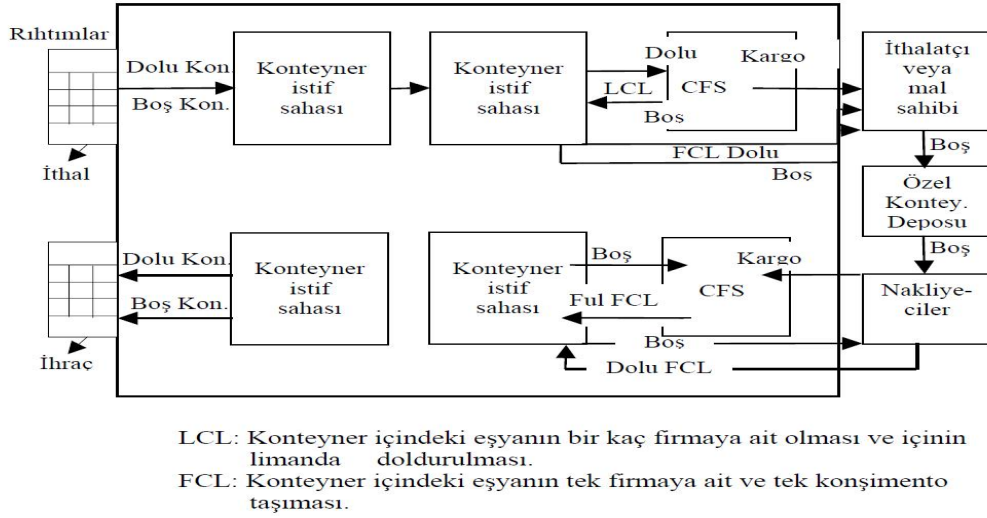 Rıhtımlar
Dolu Kon.
Boş Kon.
İthal
Konteyner
istif
sahası
Konteyner
istif
sahası
Dolu
LCL
Boş
Kargo
CFS
FCL Dolu
Boş
İthalatçı
veya
mal
sahibi
Boş
Özel
Kontey.
Deposu
Boş
Dolu Kon.
Boş Kon.
İhraç
Konteyner
istif
sahası
Konteyner
istif
sahası
Boş
Ful FCL
Kargo
CFS
Boş
Dolu FCL
Nakliye-
ciler
LCL: Konteyner içindeki eşyanın bir kaç firmaya ait olması ve içinin
limanda doldurulması.
FCL: Konteyner içindeki eşyanın tek firmaya ait ve tek konşimento
taşıması.